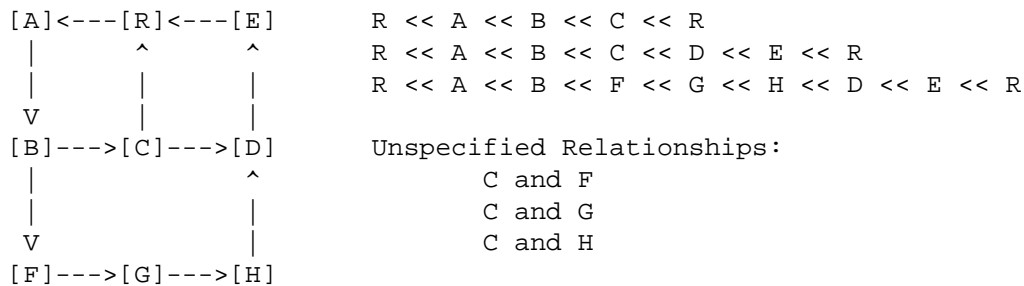 [A]<---[R]<---[E]      R << A << B << C << R
 |      ^      ^       R << A << B << C << D << E << R
 |      |      |       R << A << B << F << G << H << D << E << R
 V      |      |
[B]--->[C]--->[D]      Unspecified Relationships:
 |             ^             C and F
 |             |             C and G
 V             |             C and H
[F]--->[G]--->[H]